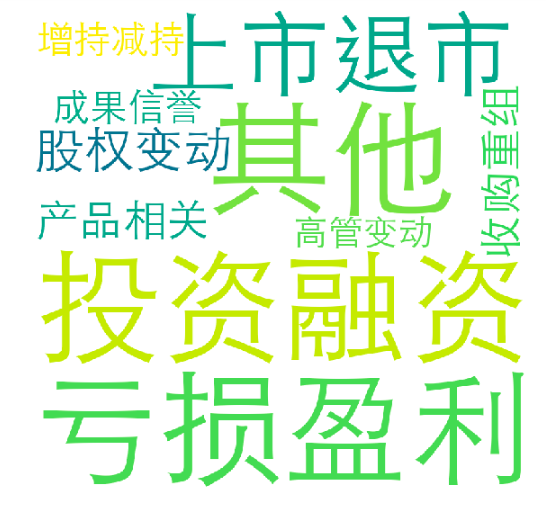 增持减持
上市退市
成果信誉
股权变动
其他
收购重组
产品相关
高管变动
投资融资
亏损盈利